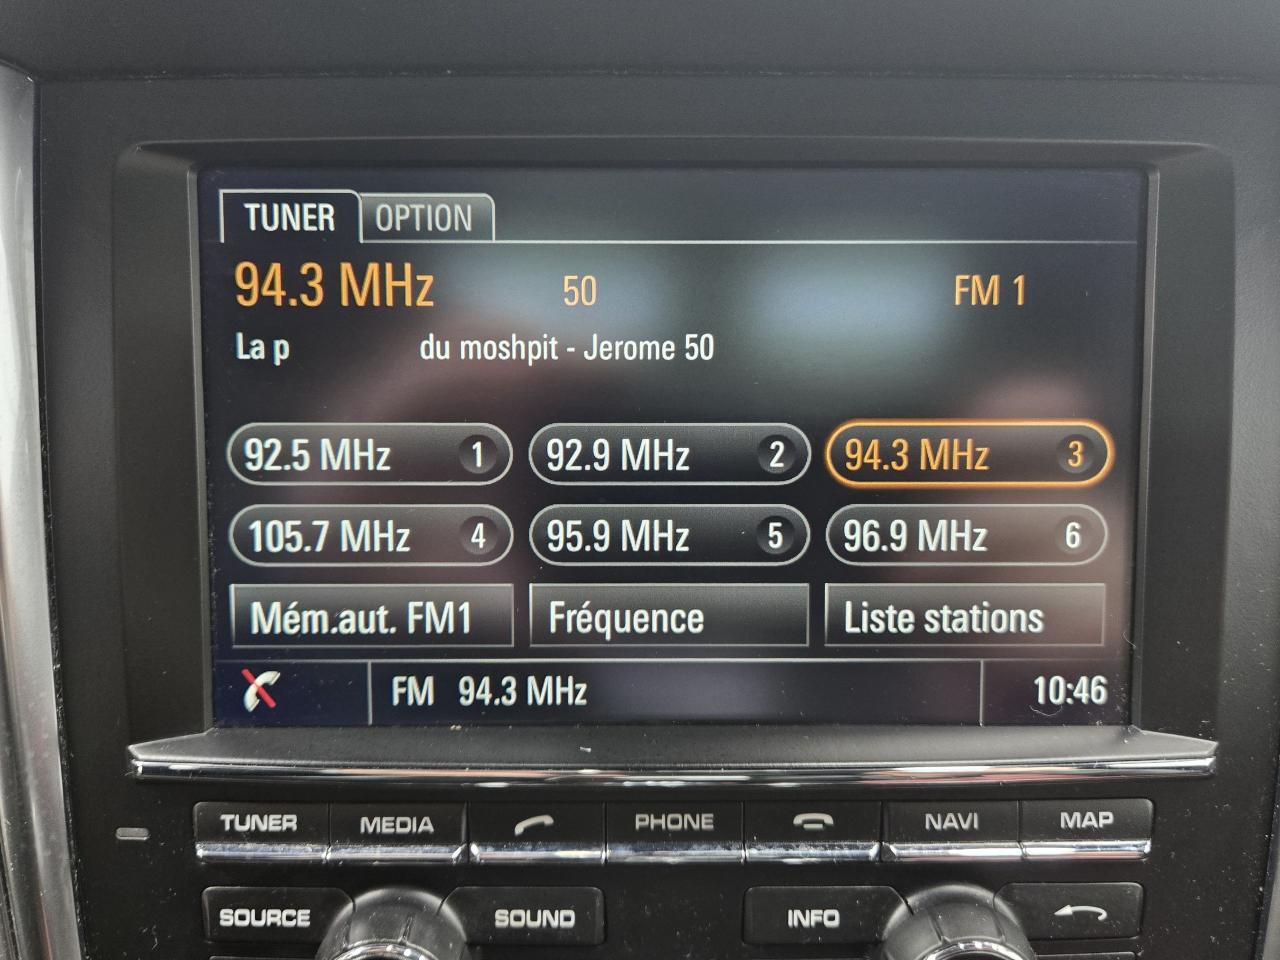 TUNER OPTION
94.3 MHz 50 FM 1
La p du moshpit - Jerome 50
92.5 MHz 1 92.9 MHz 2 94.3 MHz 3
105.7 MHz 4 95.9 MHz 5 96.9 MHz 6
Mém.aut. FM1 Fréquence Liste stations
FM 94.3 MHz 10:46
TUNER MEDIA PHONE NAVI MAP
SOURCE SOUND INFO